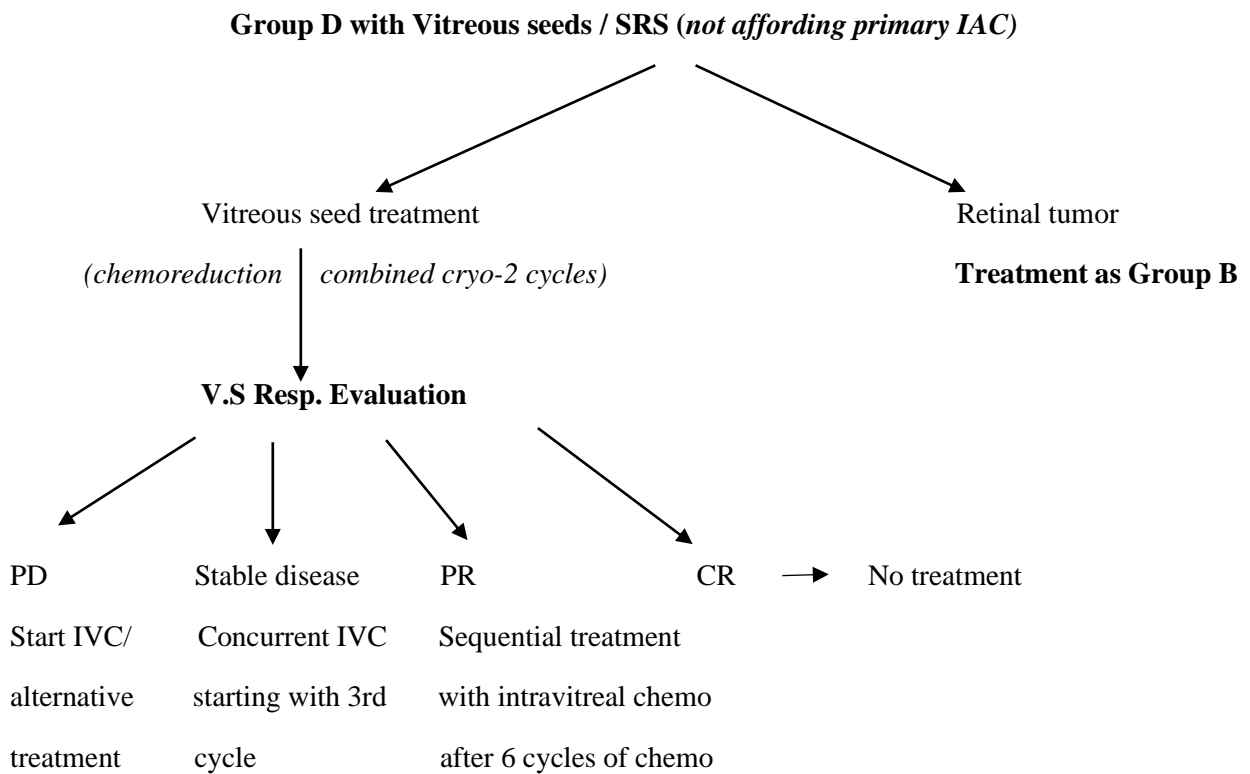 Group D with Vitreous seeds / SRS (not affording primary IAC)
Vitreous seed treatment
Retinal tumor
(chemoreduction combined cryo-2 cycles)
Treatment as Group B
V.S Resp. Evaluation
PD
Stable disease
PR
CR
No treatment
Start IVC/
alternative
treatment
Concurrent IVC
starting with 3rd
cycle
Sequential treatment
with intravitreal chemo
after 6 cycles of chemo